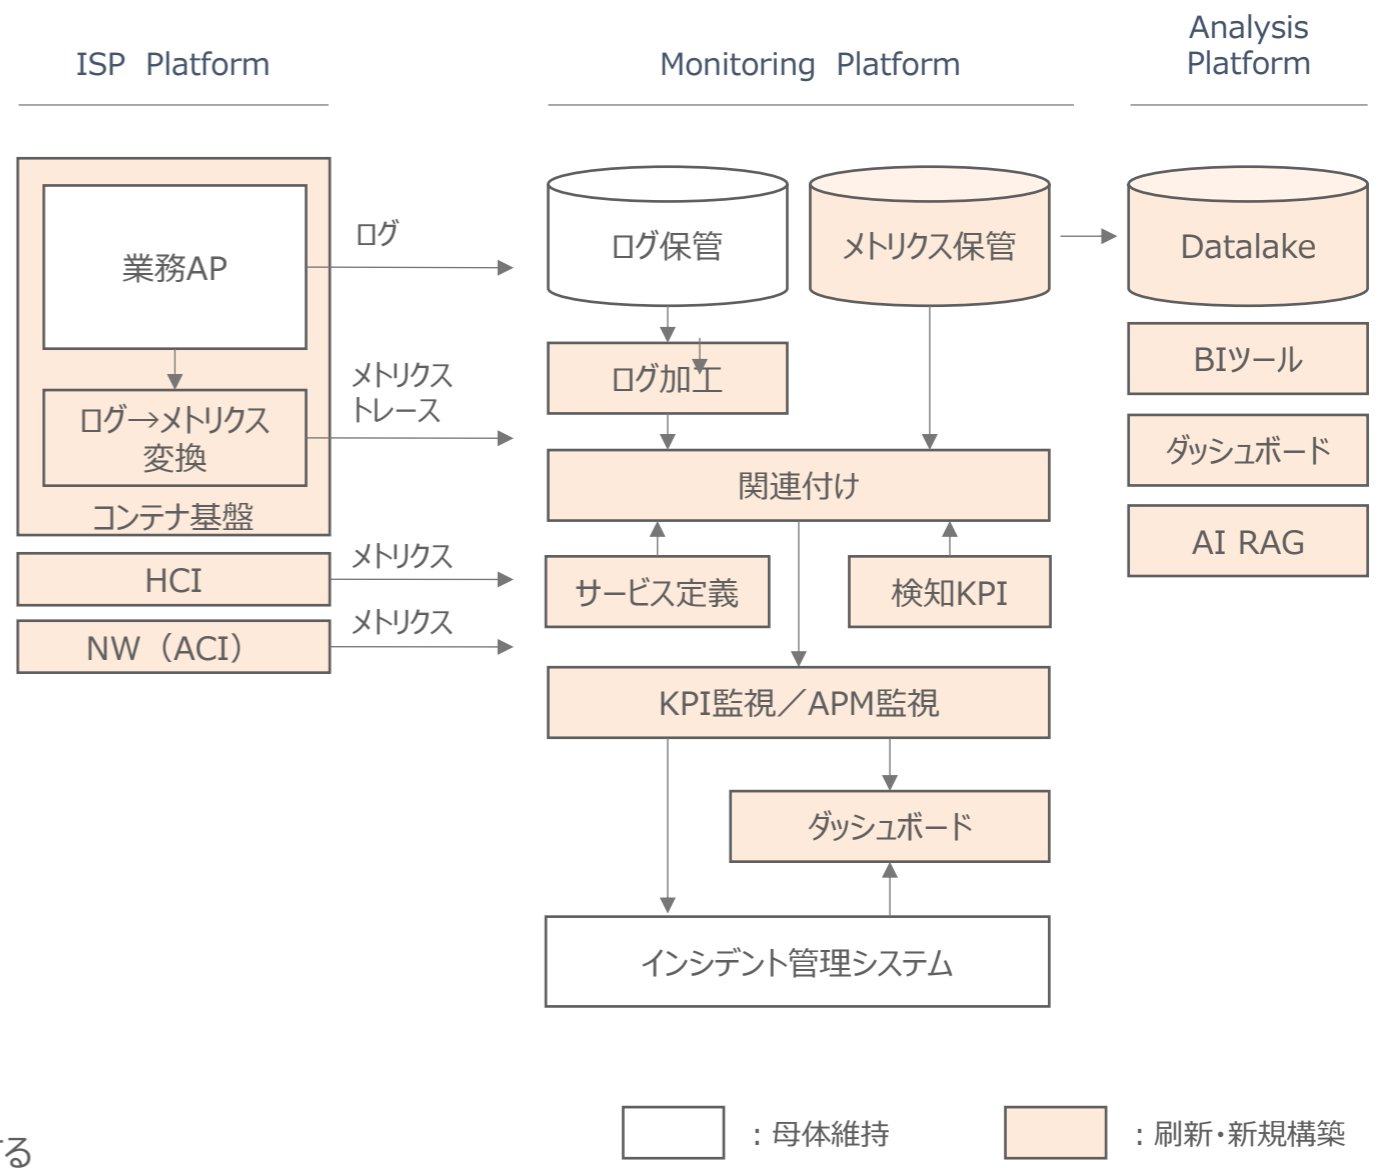 ISP Platform
Monitoring Platform
Analysis
Platform
業務AP
ログ→メトリクス
変換
コンテナ基盤
HCI
NW（ACI）
ログ
メトリクス
トレース
メトリクス
メトリクス
ログ保管
メトリクス保管
ログ加工
関連付け
サービス定義
検知KPI
KPI監視／APM監視
ダッシュボード
インシデント管理システム
Datalake
BIツール
ダッシュボード
AI RAG
：母体維持
：刷新・新規構築
る